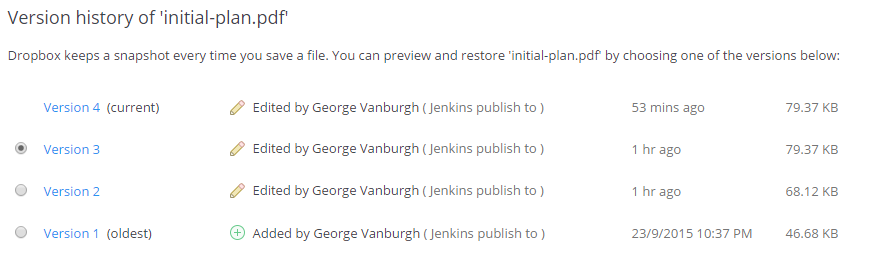 Version history of 'initial-plan.pdf'
Dropbox keeps a snapshot every time you save a file. You can preview and restore 'initial-plan.pdf' by choosing one of the versions below:
Version 4 (current) Edited by George Vanburgh ( Jenkins publish to ) 53 mins ago 79.37 KB
Version 3 Edited by George Vanburgh ( Jenkins publish to ) 1 hr ago 79.37 KB
Version 2 Edited by George Vanburgh ( Jenkins publish to ) 1 hr ago 68.12 KB
Version 1 (oldest) Added by George Vanburgh ( Jenkins publish to ) 23/9/2015 10:37 PM 46.68 KB